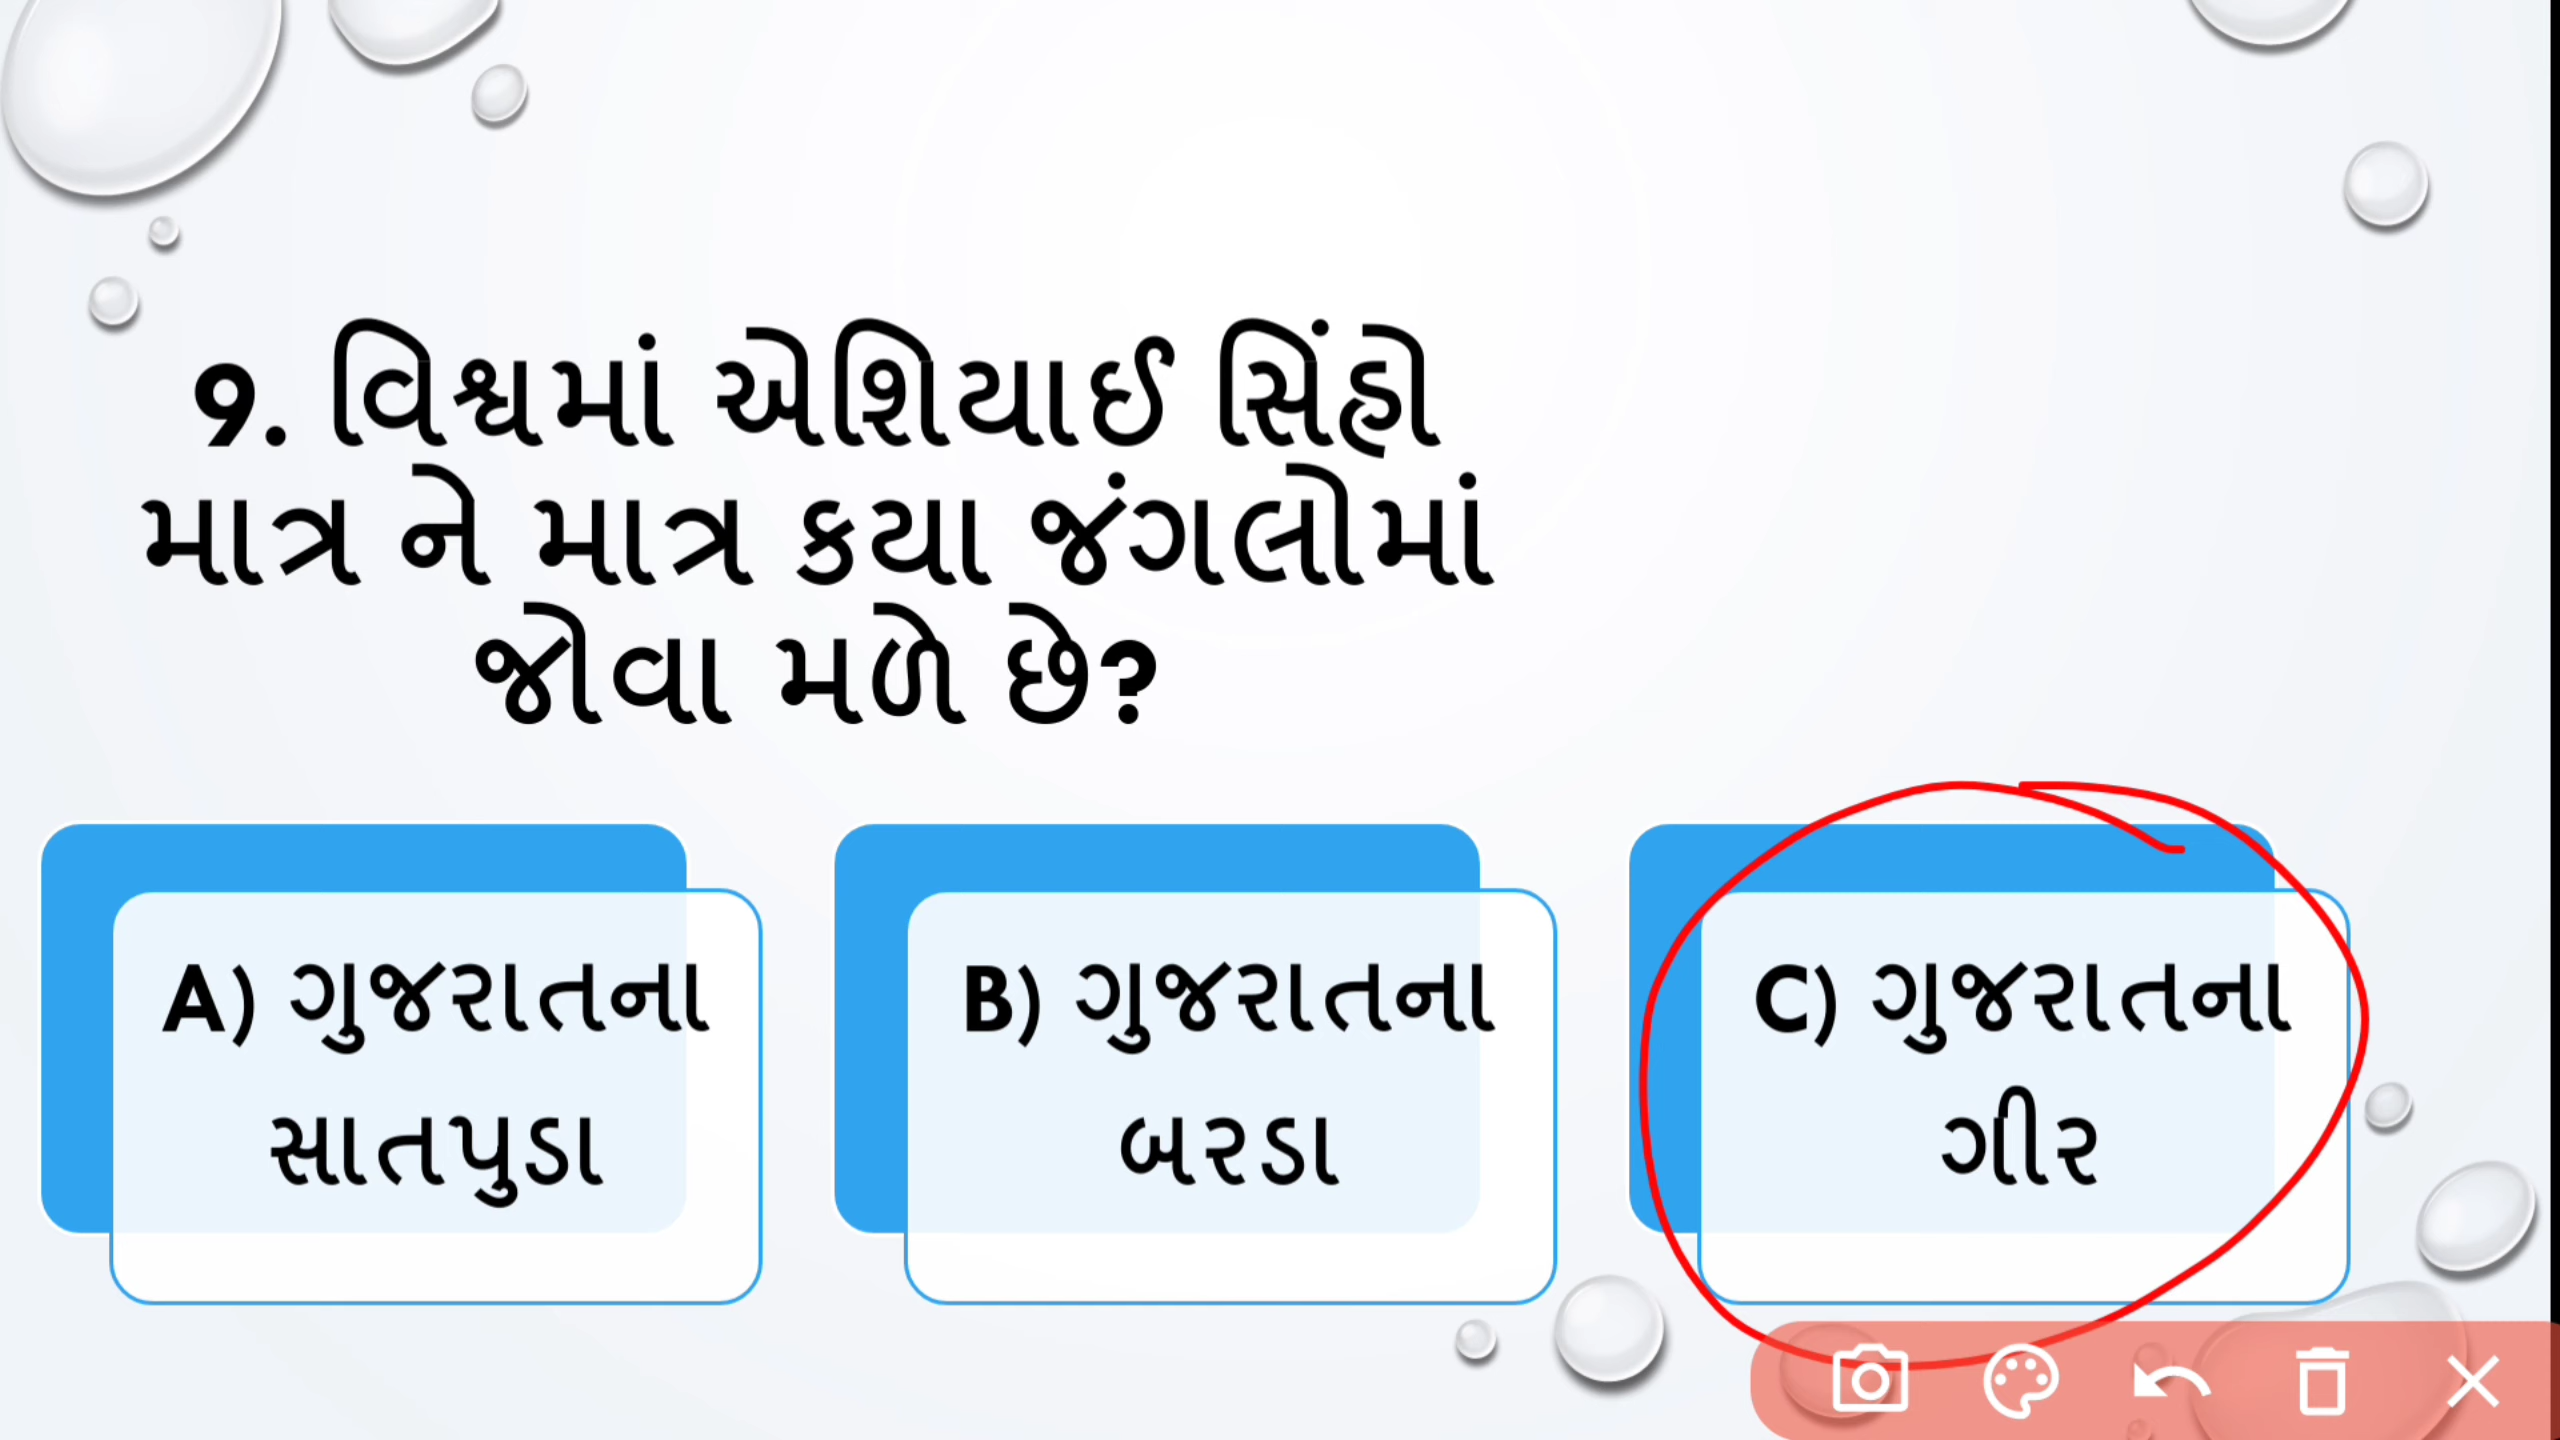 9. વિશ્વમાં એશિયાઈ સિંહો
માત્ર ને માત્ર કયા જંગલોમાં
જોવા મળે છે?
A) ગુજરાતના
સાતપુડા
B) ગુજરાતના
બરડા
C) ગુજરાતના
ગીર